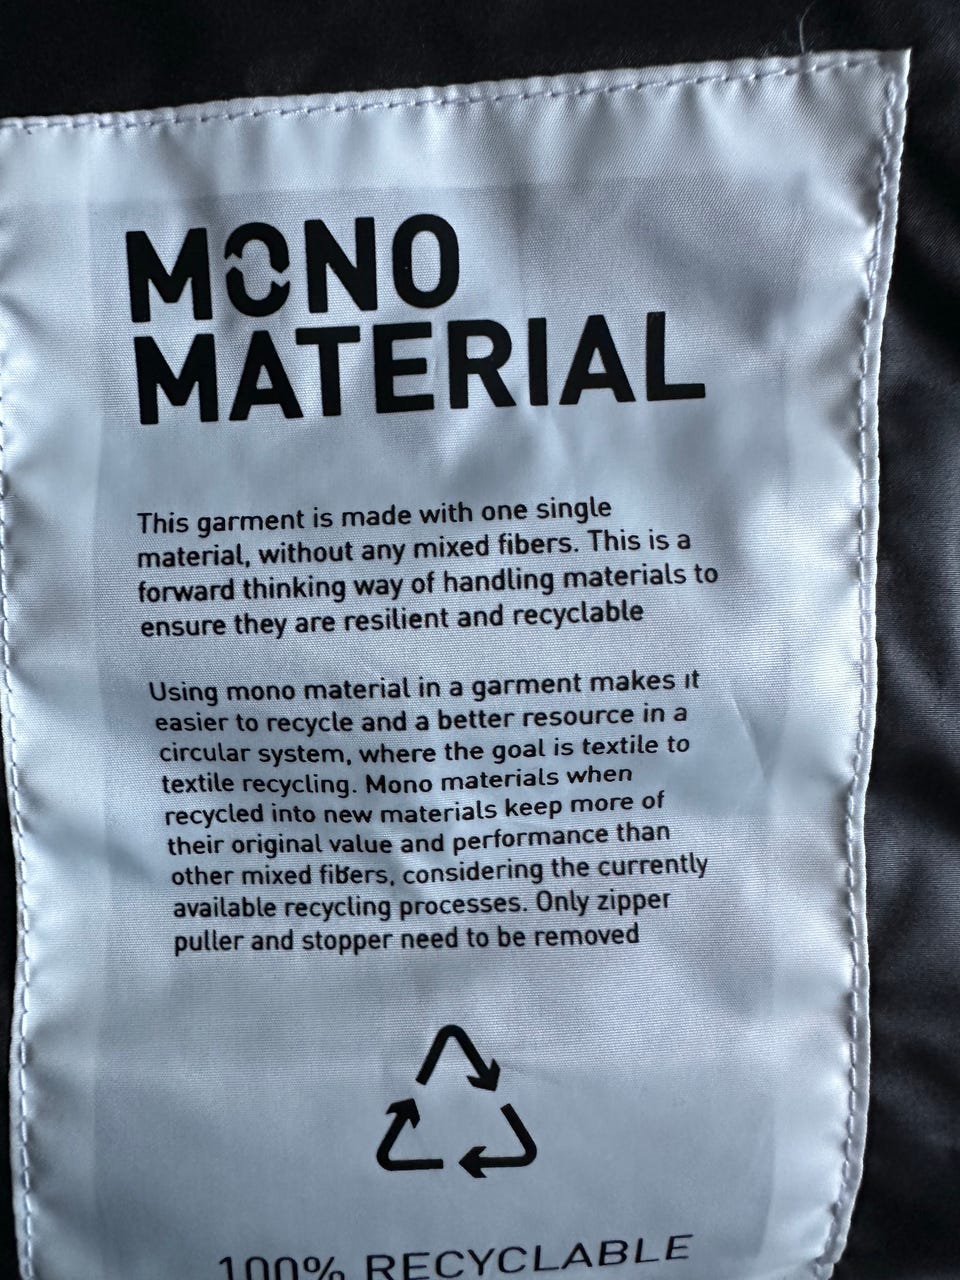 MONO
MATERIAL
This garment is made with one single
material, without any mixed fibers. This is a
forward thinking way of handling materials to
ensure they are resilient and recyclable
Using mono material in a garment makes it
easier to recycle and a better resource in a
circular system, where the goal is textile to
textile recycling. Mono materials when
recycled into new materials keep more of
their original value and performance than
other mixed fibers, considering the currently
available recycling processes. Only zipper
puller and stopper need to be removed
100% RECYCLABLE